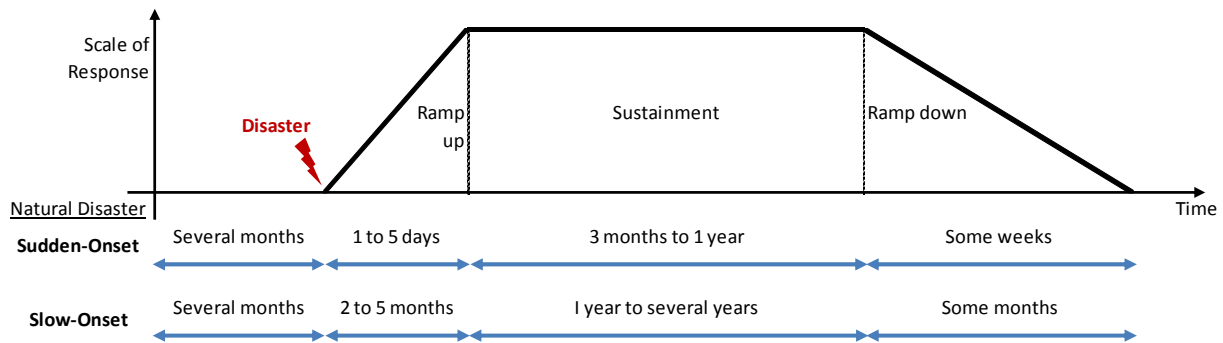 Scale of
Response
Disaster
Ramp
up
Sustainment
Ramp down
Time
Natural Disaster
Sudden-Onset
Several months
1 to 5 days
3 months to 1 year
Some weeks
Slow-Onset
Several months
2 to 5 months
I year to several years
Some months